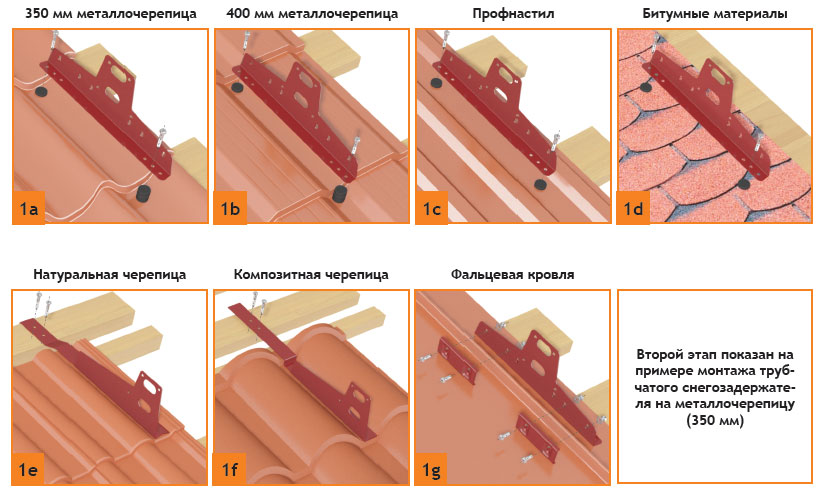 350 мм металлочерепица
400 мм металлочерепица
Профнастил
Битумные материалы
1a
1b
1c
1d
Натуральная черепица
Композитная черепица
Фальцевая кровля
1e
1f
1g
Второй этап показан на
примере монтажа труб-
чатого снегозадержате-
ля на металлочерепицу
(350 мм)